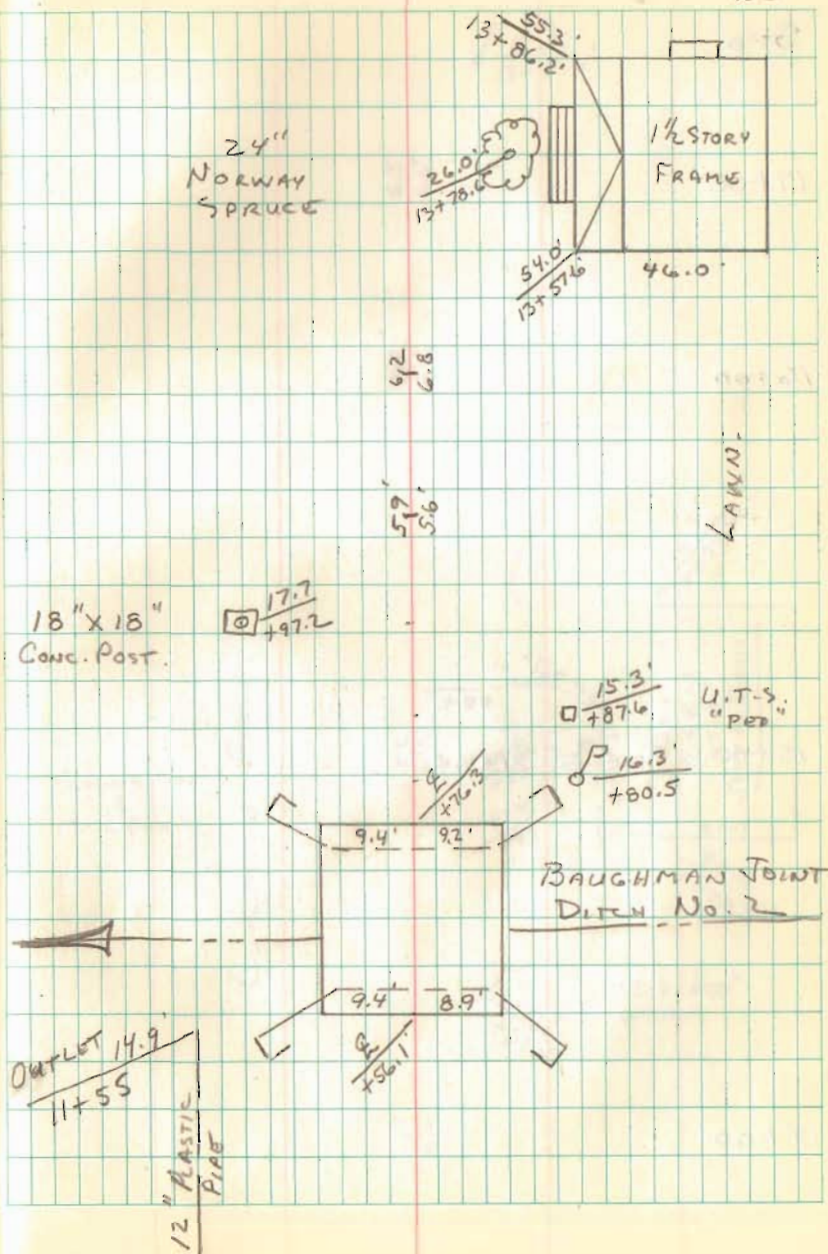 55.3'
13+86.2'
24"
NORWAY
SPRUCE
26.0'
13+78.6'
1½ STORY
FRAME
54.0'
13+57.6'
46.0'
6.2
6.8
LAWN.
5.9'
5.6'
18" X 18"
CONC. POST.
17.7
+97.2
15.3'
+87.6
U.T.S.
"PED"
16.3'
+80.5
℄
+76.3
9.4'
9.2'
BAUGHMAN JOINT
DITCH NO. 2
9.4'
8.9'
℄
+56.1'
OUTLET 14.9'
11+55
12" PLASTIC
PIPE